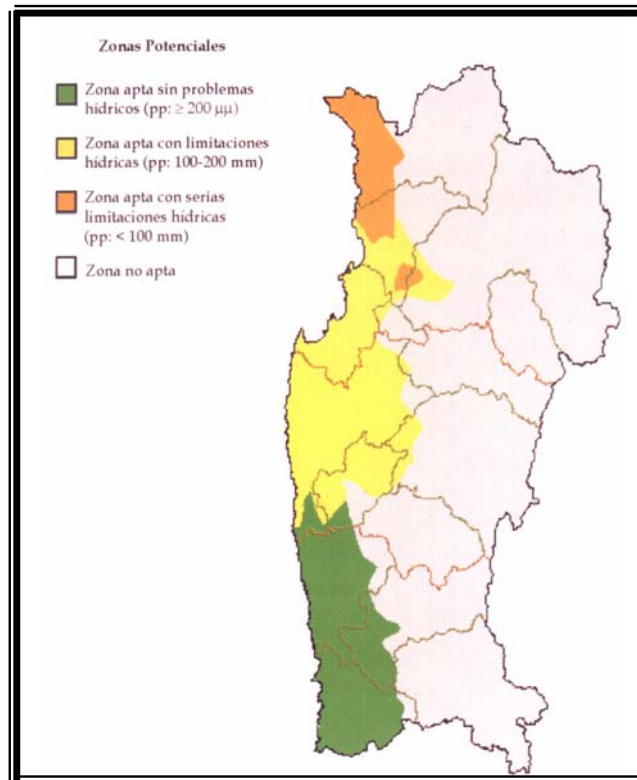 Zonas Potenciales
Zona apta sin problemas
hídricos (pp: ≥ 200 μμ)
Zona apta con limitaciones
hídricas (pp: 100-200 mm)
Zona apta con serias
limitaciones hídricas
(pp: < 100 mm)
Zona no apta